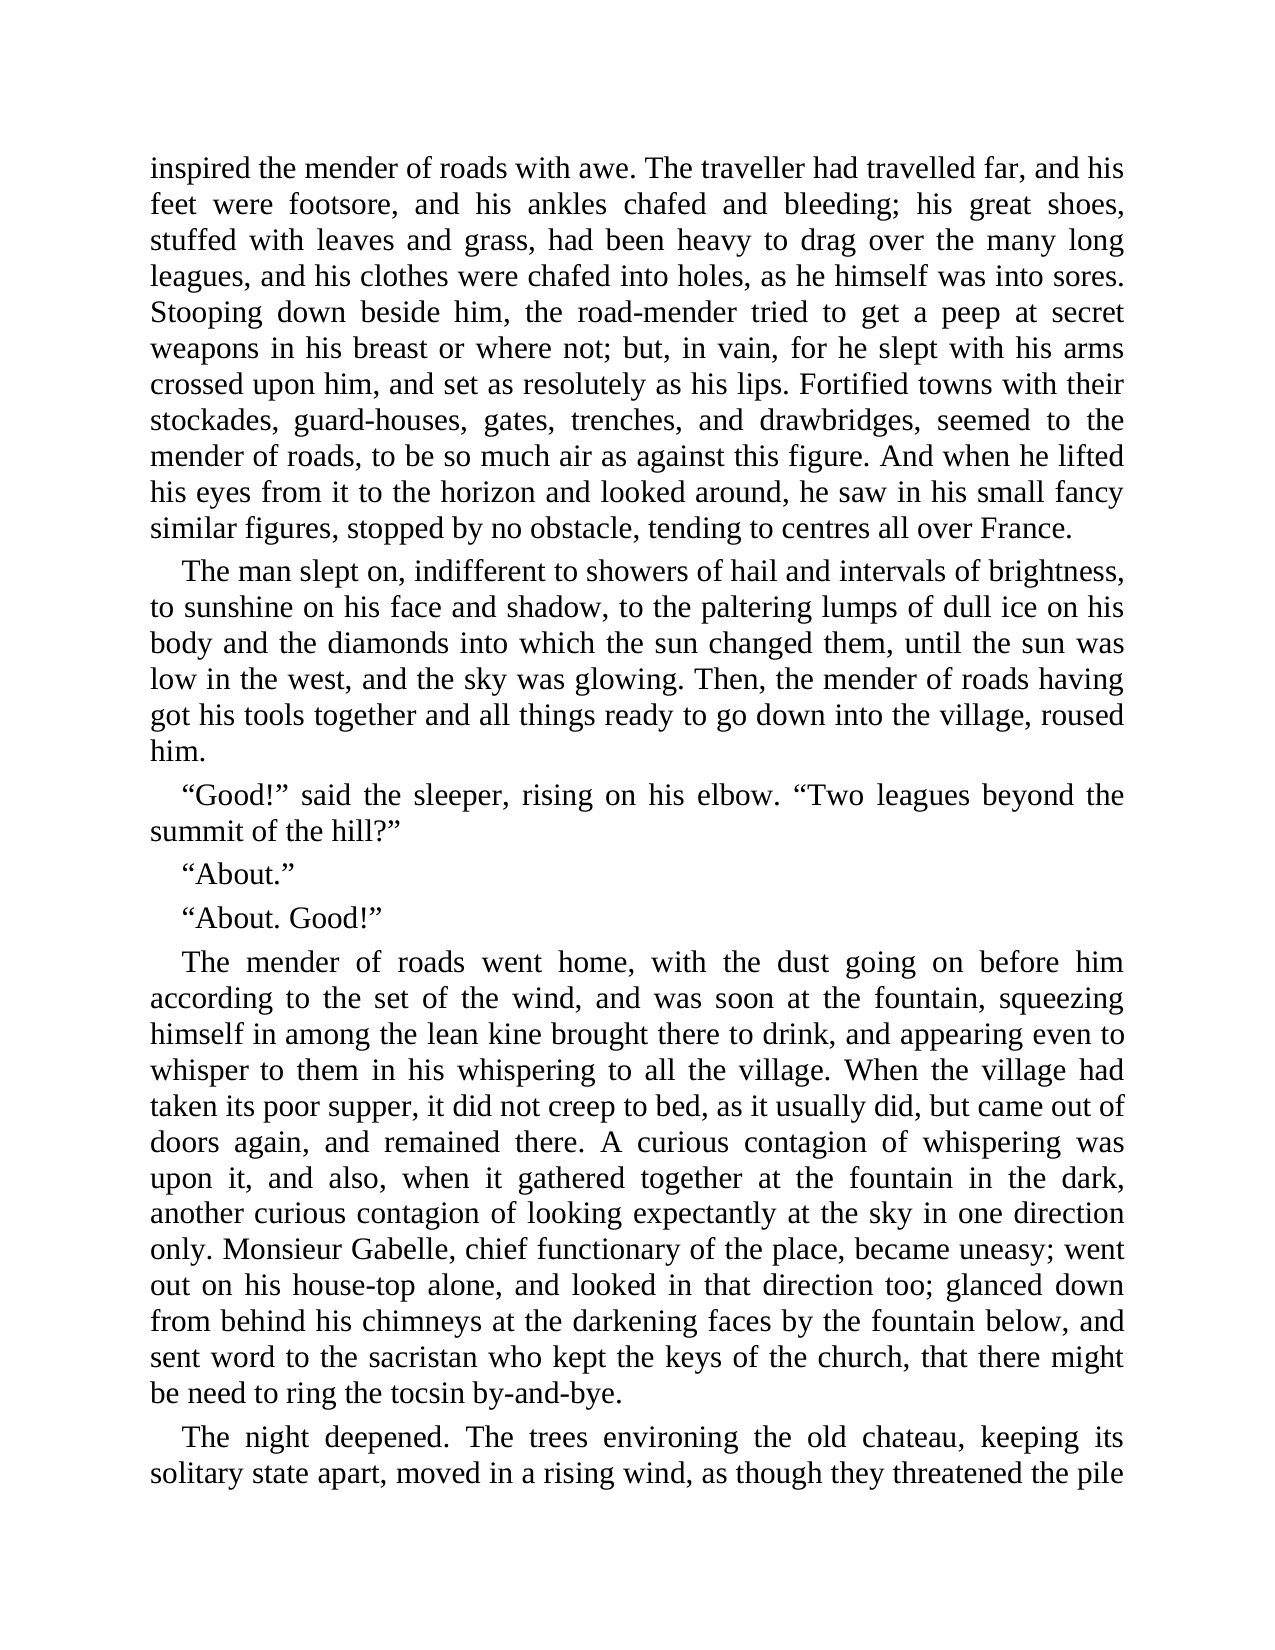 inspired the mender of roads with awe. The traveller had travelled far, and his
feet were footsore, and his ankles chafed and bleeding; his great shoes,
stuffed with leaves and grass, had been heavy to drag over the many long
leagues, and his clothes were chafed into holes, as he himself was into sores.
Stooping down beside him, the road-mender tried to get a peep at secret
weapons in his breast or where not; but, in vain, for he slept with his arms
crossed upon him, and set as resolutely as his lips. Fortified towns with their
stockades, guard-houses, gates, trenches, and drawbridges, seemed to the
mender of roads, to be so much air as against this figure. And when he lifted
his eyes from it to the horizon and looked around, he saw in his small fancy
similar figures, stopped by no obstacle, tending to centres all over France.
The man slept on, indifferent to showers of hail and intervals of brightness,
to sunshine on his face and shadow, to the paltering lumps of dull ice on his
body and the diamonds into which the sun changed them, until the sun was
low in the west, and the sky was glowing. Then, the mender of roads having
got his tools together and all things ready to go down into the village, roused
him.
“Good!” said the sleeper, rising on his elbow. “Two leagues beyond the
summit of the hill?”
“About.”
“About. Good!”
The mender of roads went home, with the dust going on before him
according to the set of the wind, and was soon at the fountain, squeezing
himself in among the lean kine brought there to drink, and appearing even to
whisper to them in his whispering to all the village. When the village had
taken its poor supper, it did not creep to bed, as it usually did, but came out of
doors again, and remained there. A curious contagion of whispering was
upon it, and also, when it gathered together at the fountain in the dark,
another curious contagion of looking expectantly at the sky in one direction
only. Monsieur Gabelle, chief functionary of the place, became uneasy; went
out on his house-top alone, and looked in that direction too; glanced down
from behind his chimneys at the darkening faces by the fountain below, and
sent word to the sacristan who kept the keys of the church, that there might
be need to ring the tocsin by-and-bye.
The night deepened. The trees environing the old chateau, keeping its
solitary state apart, moved in a rising wind, as though they threatened the pile